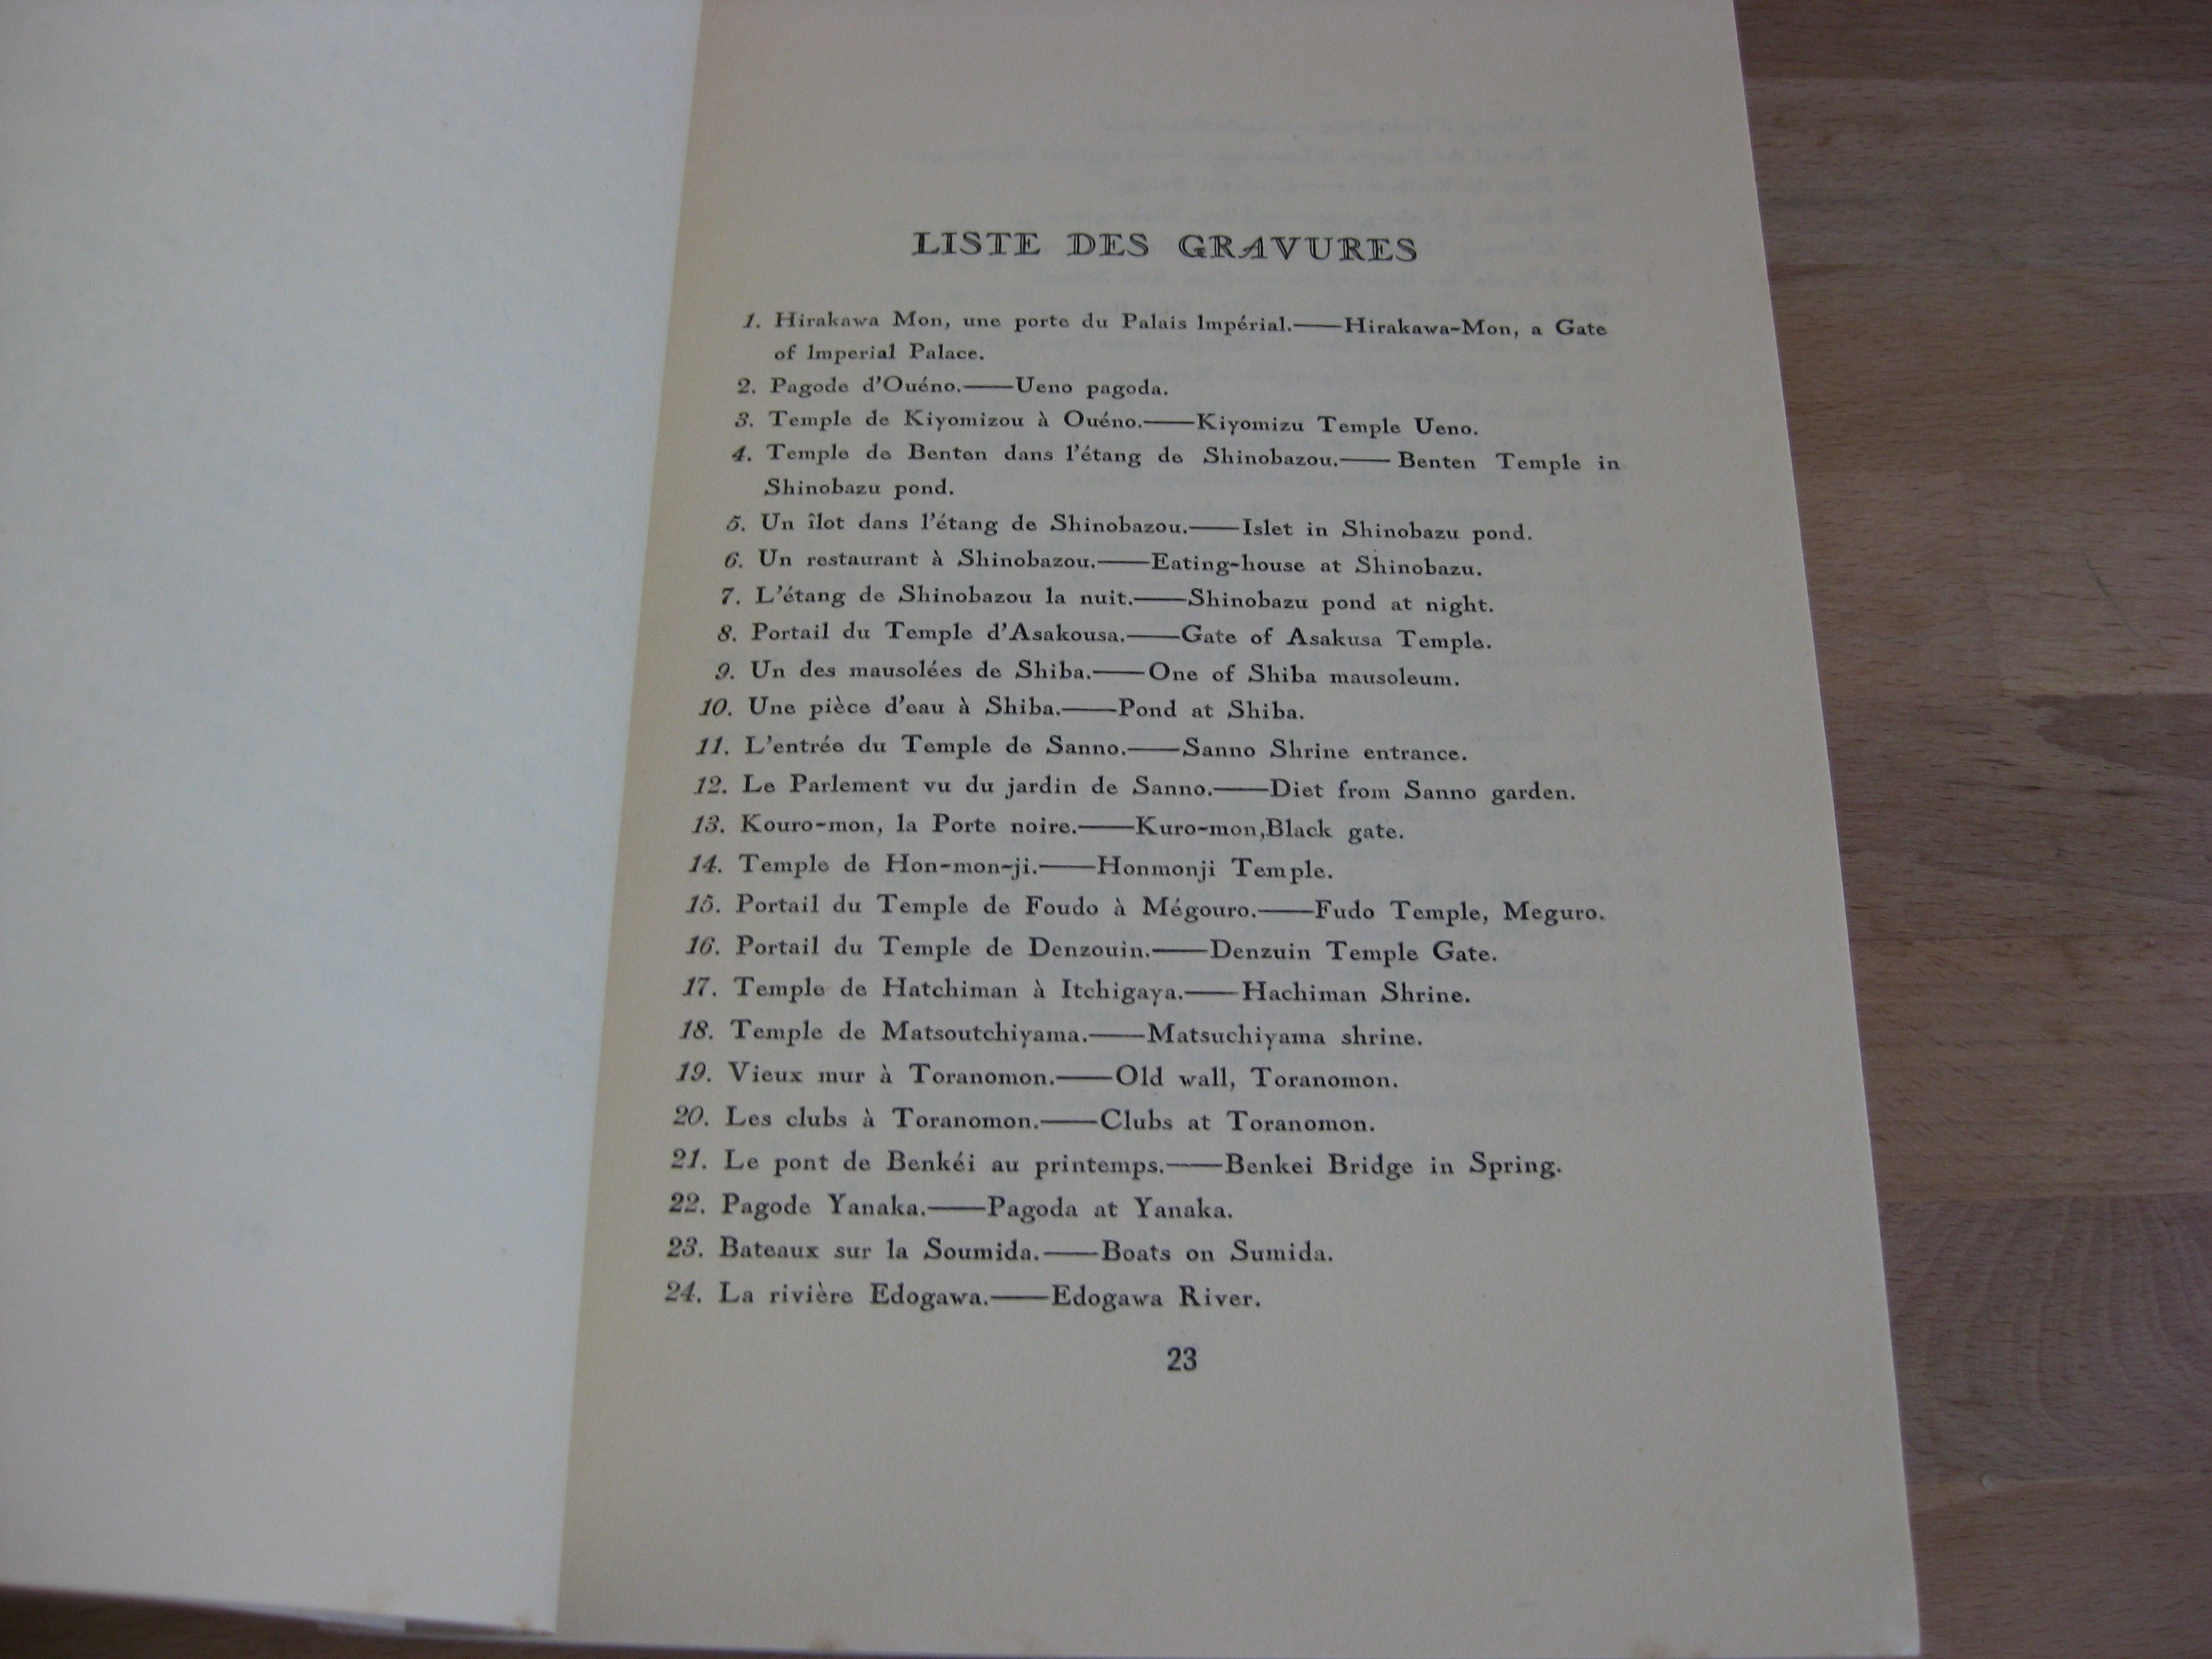 LISTE DES GRAVURES
1. Hirakawa Mon, une porte du Palais Impérial.——Hirakawa-Mon, a Gate
of Imperial Palace.
2. Pagode d'Ouéno.——Ueno pagoda.
3. Temple de Kiyomizou à Ouéno.——Kiyomizu Temple Ueno.
4. Temple de Benten dans l'étang de Shinobazou.——Benten Temple in
Shinobazu pond.
5. Un îlot dans l'étang de Shinobazou.——Islet in Shinobazu pond.
6. Un restaurant à Shinobazou.——Eating-house at Shinobazu.
7. L'étang de Shinobazou la nuit.——Shinobazu pond at night.
8. Portail du Temple d'Asakousa.——Gate of Asakusa Temple.
9. Un des mausolées de Shiba.——One of Shiba mausoleum.
10. Une pièce d'eau à Shiba.——Pond at Shiba.
11. L'entrée du Temple de Sanno.——Sanno Shrine entrance.
12. Le Parlement vu du jardin de Sanno.——Diet from Sanno garden.
13. Kouro-mon, la Porte noire.——Kuro-mon,Black gate.
14. Temple de Hon-mon-ji.——Honmonji Temple.
15. Portail du Temple de Foudo à Mégouro.——Fudo Temple, Meguro.
16. Portail du Temple de Denzouin.——Denzuin Temple Gate.
17. Temple de Hatchiman à Itchigaya.——Hachiman Shrine.
18. Temple de Matsoutchiyama.——Matsuchiyama shrine.
19. Vieux mur à Toranomon.——Old wall, Toranomon.
20. Les clubs à Toranomon.——Clubs at Toranomon.
21. Le pont de Benkéi au printemps.——Benkei Bridge in Spring.
22. Pagode Yanaka.——Pagoda at Yanaka.
23. Bateaux sur la Soumida.——Boats on Sumida.
24. La rivière Edogawa.——Edogawa River.
23